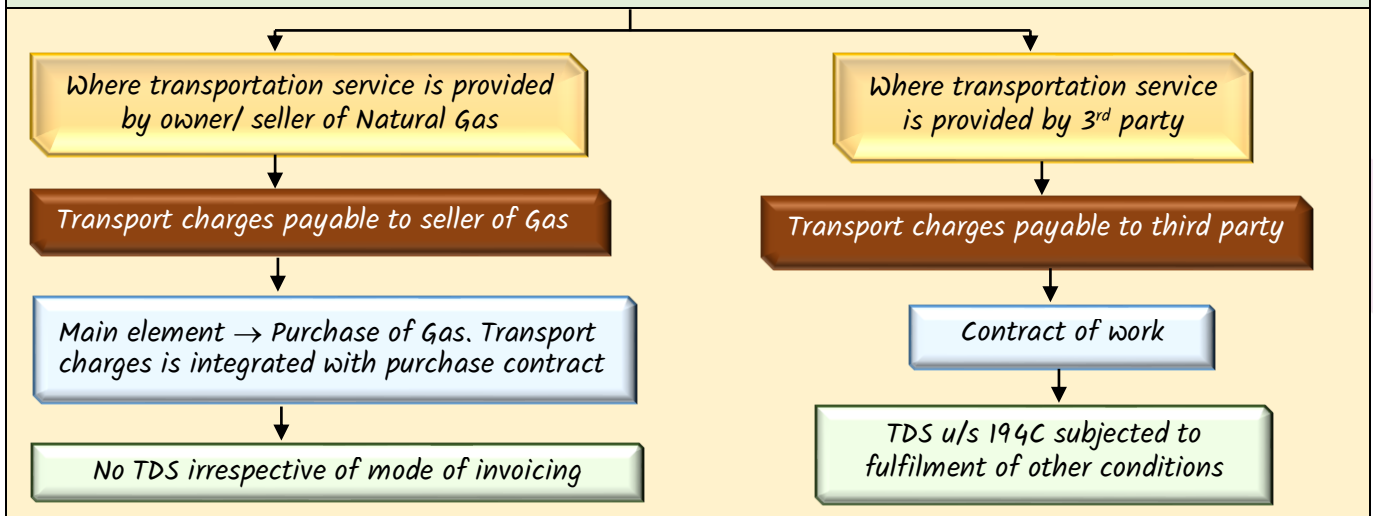 Where transportation service is provided
by owner/ seller of Natural Gas
Transport charges payable to seller of Gas
Main element → Purchase of Gas. Transport
charges is integrated with purchase contract
No TDS irrespective of mode of invoicing
Where transportation service
is provided by 3rd party
Transport charges payable to third party
Contract of work
TDS u/s 194C subjected to
fulfilment of other conditions